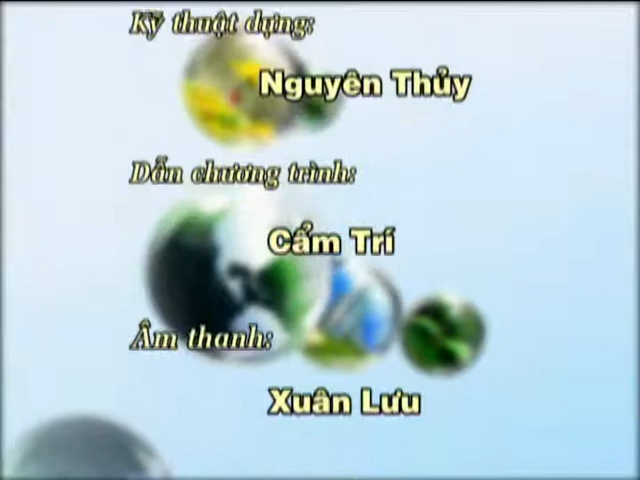 Kỹ thuật dựng:
Nguyên Thủy
Dẫn chương trình:
Cẩm Trí
Âm thanh:
Xuân Lưu